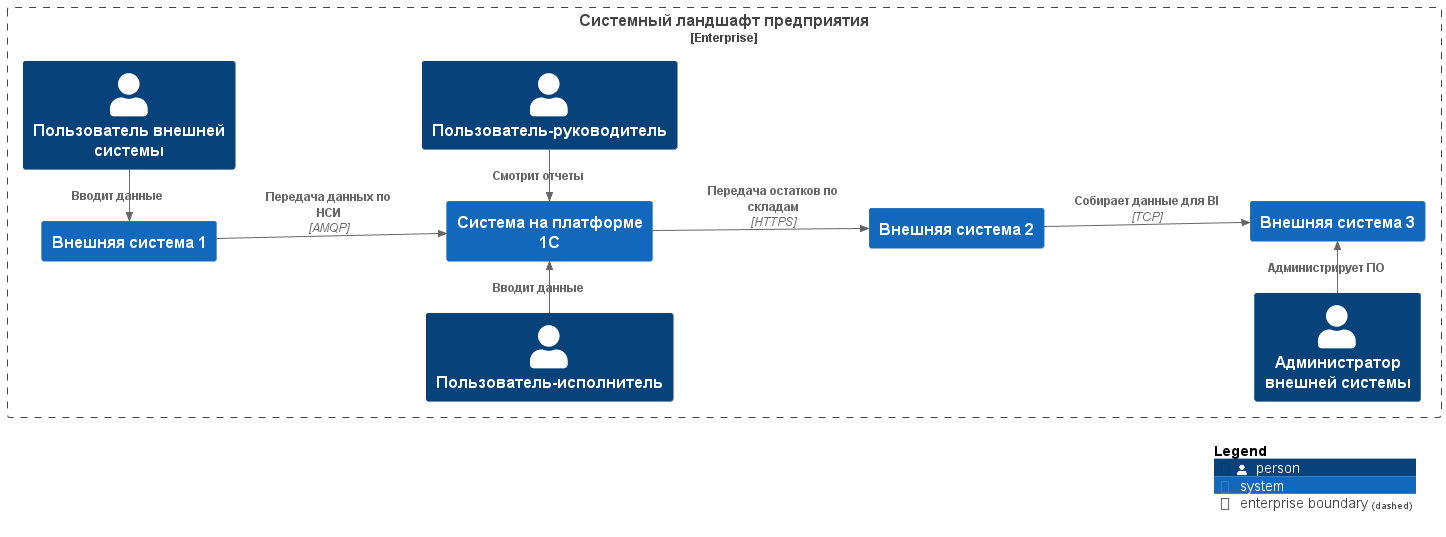 Системный ландшафт предприятия
[Enterprise]
Пользователь внешней
системы
Пользователь-руководитель
Вводит данные
Смотрит отчеты
Передача данных по
НСИ
[AMQP]
Передача остатков по
складам
[HTTPS]
Собирает данные для BI
[TCP]
Внешняя система 1
Система на платформе
1С
Внешняя система 2
Внешняя система 3
Вводит данные
Администрирует ПО
Пользователь-исполнитель
Администратор
внешней системы
Legend
person
system
enterprise boundary (dashed)